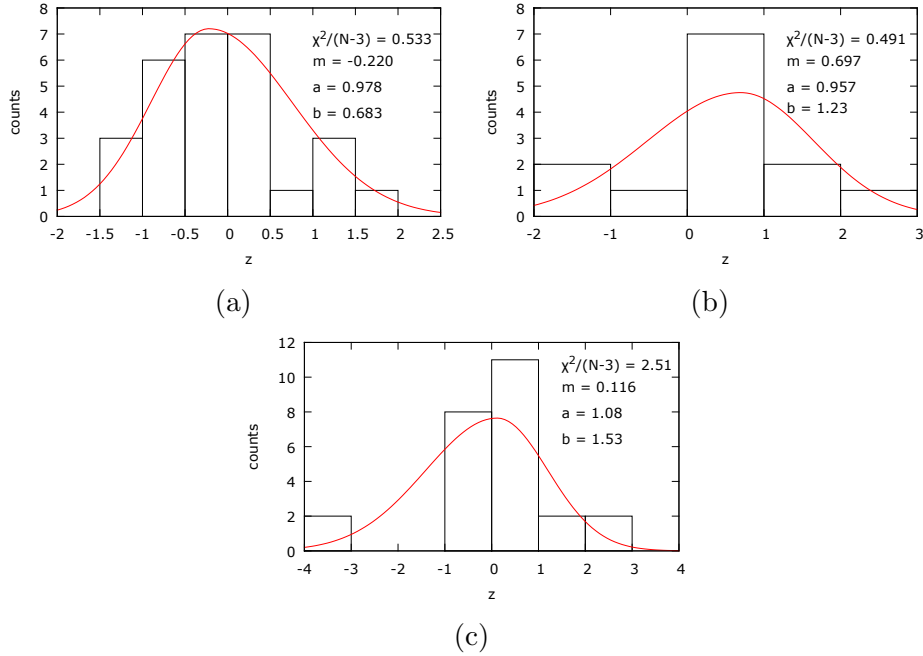 8
7
6
5
4
3
2
1
0
counts
-2 -1.5 -1 -0.5 0 0.5 1 1.5 2 2.5
z
χ²/(N-3) = 0.533
m = -0.220
a = 0.978
b = 0.683
(a)
8
7
6
5
4
3
2
1
0
counts
-2 -1 0 1 2 3
z
χ²/(N-3) = 0.491
m = 0.697
a = 0.957
b = 1.23
(b)
12
10
8
6
4
2
0
counts
-4 -3 -2 -1 0 1 2 3 4
z
χ²/(N-3) = 2.51
m = 0.116
a = 1.08
b = 1.53
(c)